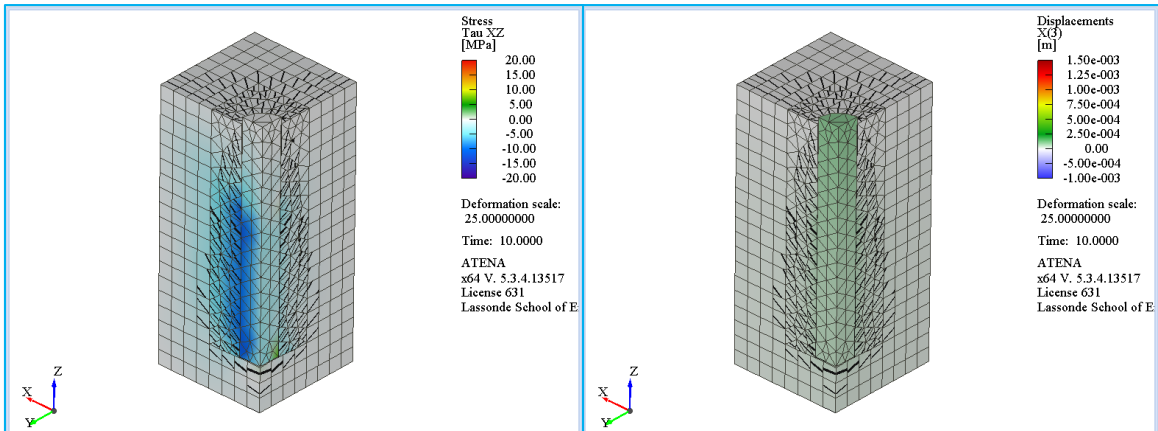 Stress
Tau XZ
[MPa]
20.00
15.00
10.00
5.00
0.00
-5.00
-10.00
-15.00
-20.00
Deformation scale:
25.00000000
Time: 10.0000
ATENA
x64 V. 5.3.4.13517
License 631
Lassonde School of E
Z
X
Y
Displacements
X(3)
[m]
1.50e-003
1.25e-003
1.00e-003
7.50e-004
5.00e-004
2.50e-004
0.00
-5.00e-004
-1.00e-003
Deformation scale:
25.00000000
Time: 10.0000
ATENA
x64 V. 5.3.4.13517
License 631
Lassonde School of E
Z
X
Y